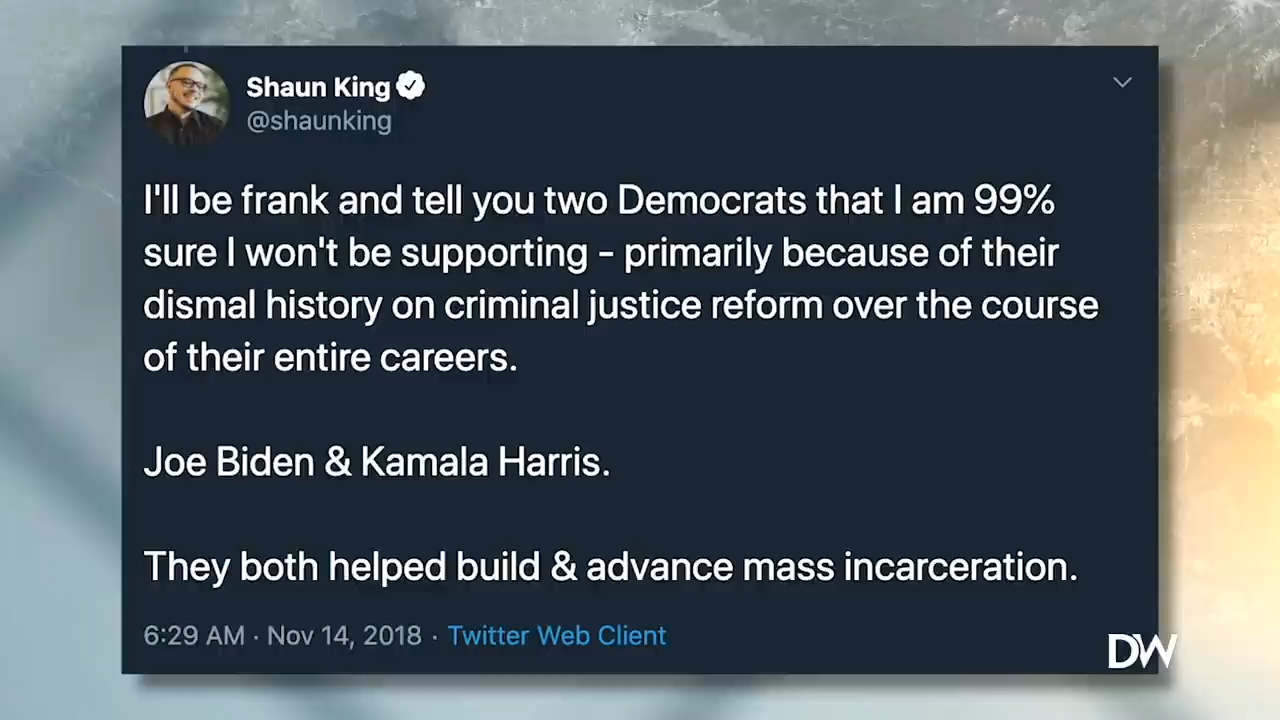 Shaun King
@shaunking
I'll be frank and tell you two Democrats that I am 99%
sure I won't be supporting - primarily because of their
dismal history on criminal justice reform over the course
of their entire careers.
Joe Biden & Kamala Harris.
They both helped build & advance mass incarceration.
6:29 AM · Nov 14, 2018 · Twitter Web Client
DW